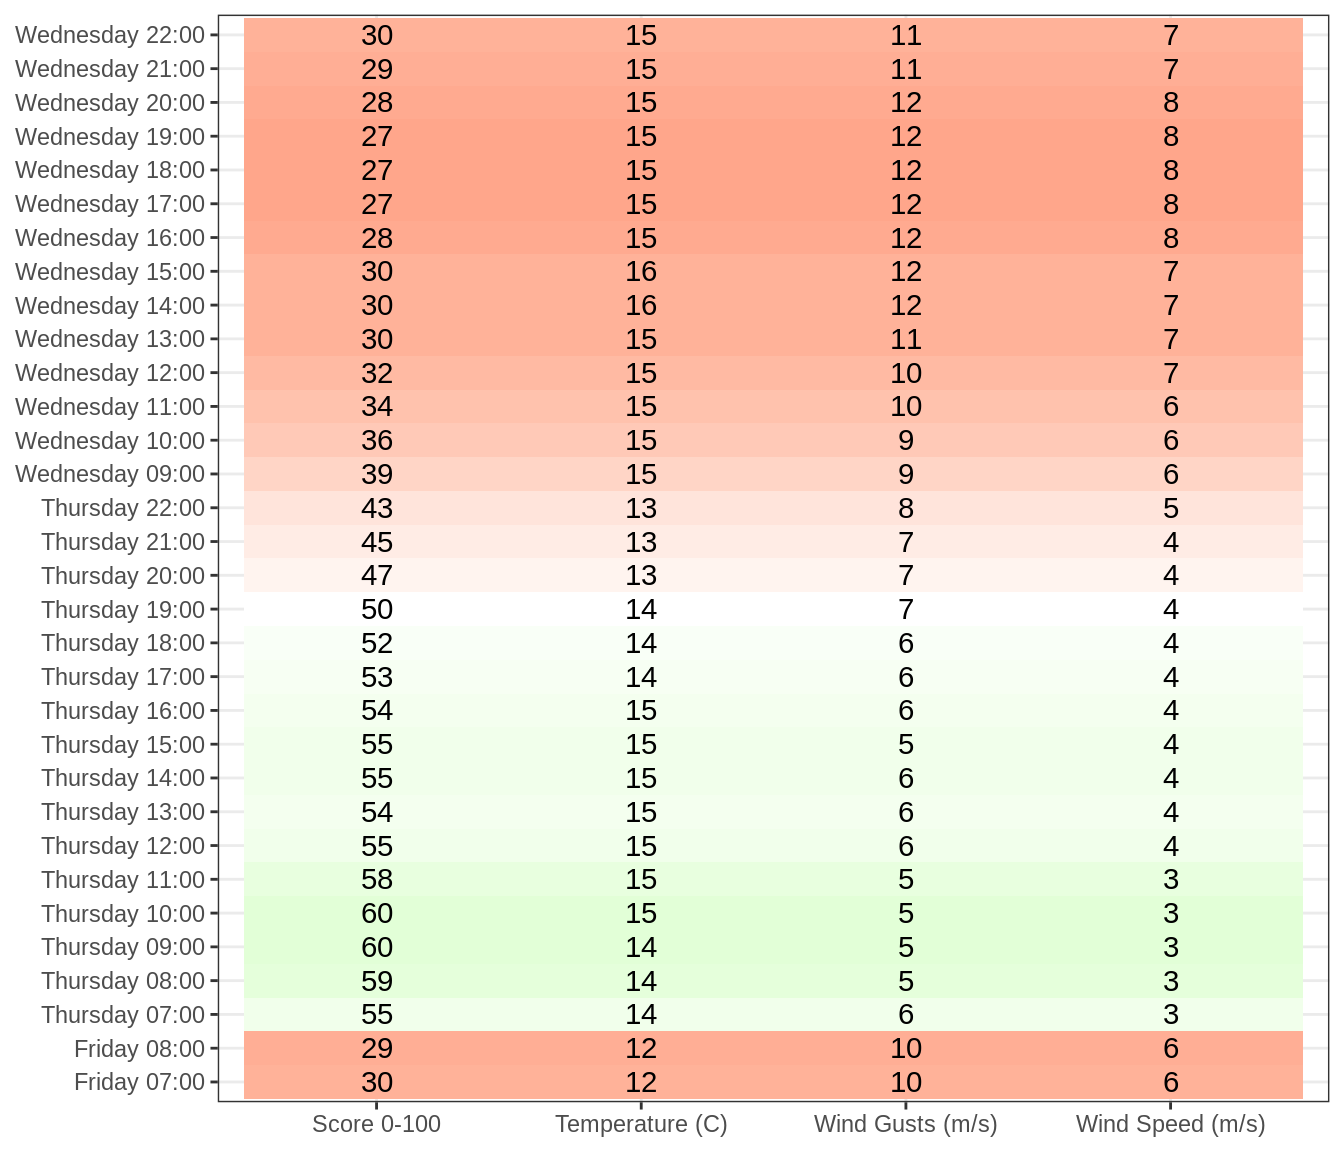 Wednesday 22:00 30 15 11 7
Wednesday 21:00 29 15 11 7
Wednesday 20:00 28 15 12 8
Wednesday 19:00 27 15 12 8
Wednesday 18:00 27 15 12 8
Wednesday 17:00 27 15 12 8
Wednesday 16:00 28 15 12 8
Wednesday 15:00 30 16 12 7
Wednesday 14:00 30 16 12 7
Wednesday 13:00 30 15 11 7
Wednesday 12:00 32 15 10 7
Wednesday 11:00 34 15 10 6
Wednesday 10:00 36 15 9 6
Wednesday 09:00 39 15 9 6
Thursday 22:00 43 13 8 5
Thursday 21:00 45 13 7 4
Thursday 20:00 47 13 7 4
Thursday 19:00 50 14 7 4
Thursday 18:00 52 14 6 4
Thursday 17:00 53 14 6 4
Thursday 16:00 54 15 6 4
Thursday 15:00 55 15 5 4
Thursday 14:00 55 15 6 4
Thursday 13:00 54 15 6 4
Thursday 12:00 55 15 6 4
Thursday 11:00 58 15 5 3
Thursday 10:00 60 15 5 3
Thursday 09:00 60 14 5 3
Thursday 08:00 59 14 5 3
Thursday 07:00 55 14 6 3
Friday 08:00 29 12 10 6
Friday 07:00 30 12 10 6
Score 0-100 Temperature (C) Wind Gusts (m/s) Wind Speed (m/s)